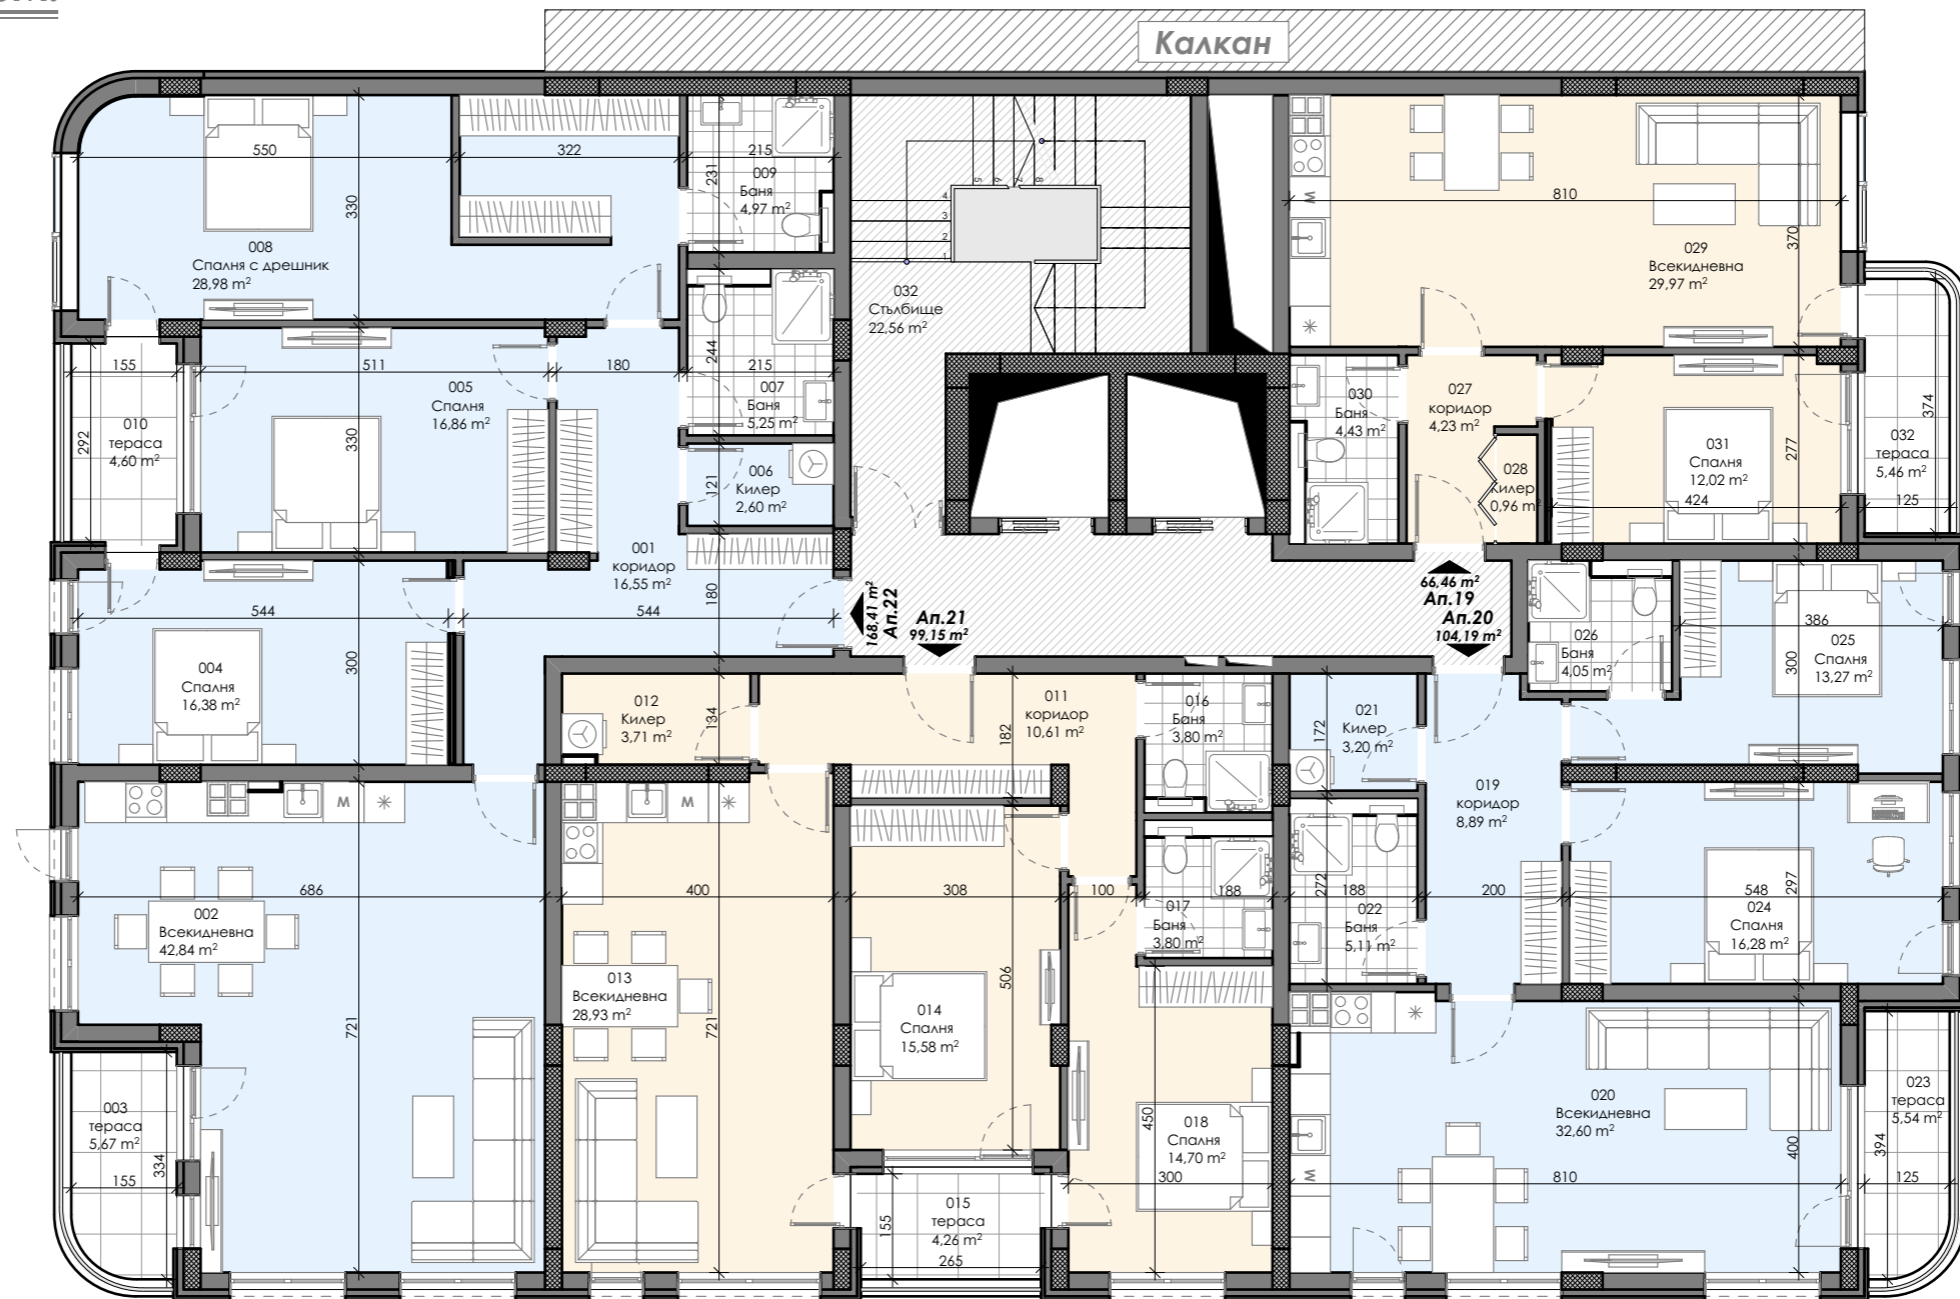 Калкан
550
322
215
231
330
009
Баня
4,97 m²
008
Спалня с дрешник
28,98 m²
810
370
029
Всекидневна
29,97 m²
4
3
2
1
5
6
7
8
032
Стълбище
22,56 m²
155
511
180
215
244
007
Баня
5,25 m²
005
Спалня
16,86 m²
330
010
тераса
4,60 m²
292
006
Килер
2,60 m²
121
030
Баня
4,43 m²
027
коридор
4,23 m²
028
Килер
0,96 m²
031
Спалня
12,02 m²
424
277
374
032
тераса
5,46 m²
125
001
коридор
16,55 m²
180
544
544
168,41 m²
Ап.22
Ап.21
99,15 m²
66,46 m²
Ап.19
Ап.20
104,19 m²
386
300
026
Баня
4,05 m²
025
Спалня
13,27 m²
004
Спалня
16,38 m²
300
012
Килер
3,71 m²
134
011
коридор
10,61 m²
182
016
Баня
3,80 m²
021
Килер
3,20 m²
172
019
коридор
8,89 m²
M
M
W
W
686
400
308
100
188
188
272
200
548
297
002
Всекидневна
42,84 m²
017
Баня
3,80 m²
022
Баня
5,11 m²
024
Спалня
16,28 m²
013
Всекидневна
28,93 m²
506
721
721
014
Спалня
15,58 m²
003
тераса
5,67 m²
334
155
018
Спалня
14,70 m²
450
300
020
Всекидневна
32,60 m²
400
810
023
тераса
5,54 m²
394
125
015
тераса
4,26 m²
155
265